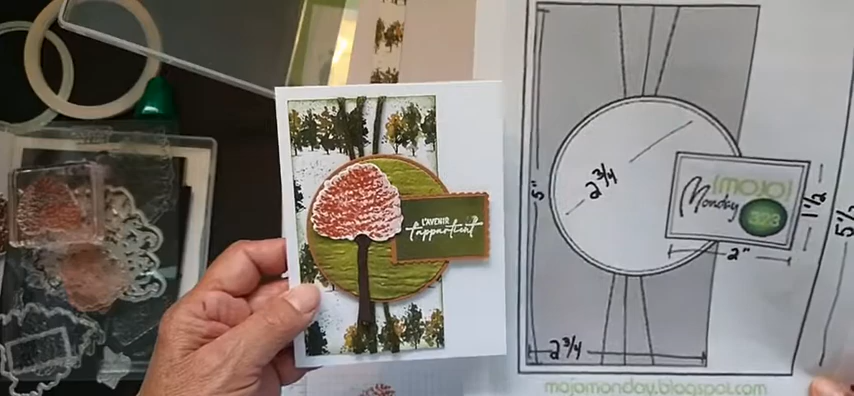 L'AVENIR
t'appartient
5"
2 3/4
{mojo}
Monday
1 1/2
2"
5 1/2
2 3/4
mojomonday.blogspot.com